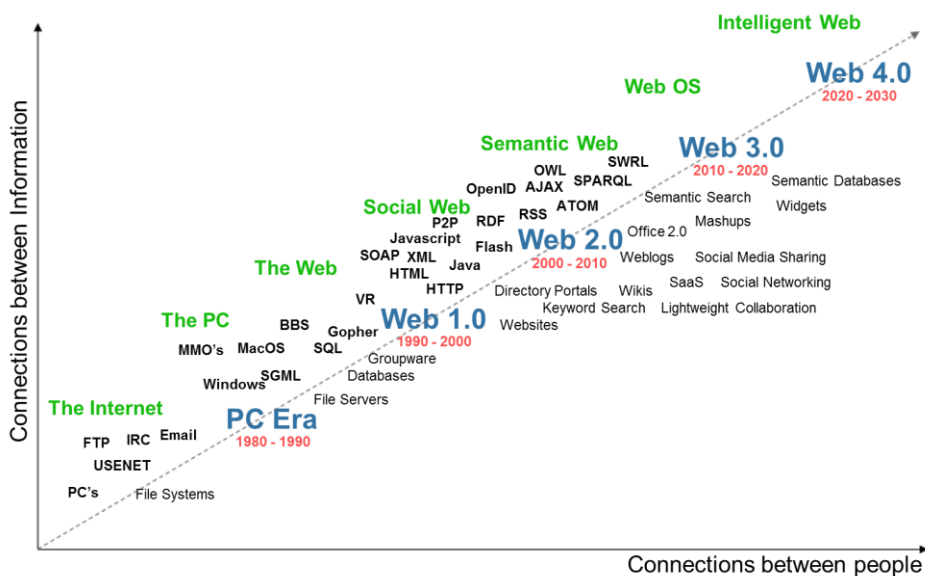 Intelligent Web
Web 4.0
2020 - 2030
Web OS
Semantic Web
SWRL
Web 3.0
2010 - 2020
OWL
OpenID
AJAX
SPARQL
Semantic Databases
Semantic Search
Widgets
Social Web
ATOM
RSS
RDF
P2P
Mashups
Office 2.0
Javascript
Flash
Web 2.0
2000 - 2010
SOAP
XML
Java
Weblogs
Social Media Sharing
The Web
HTML
HTTP
Directory Portals
Wikis
SaaS
Social Networking
VR
Keyword Search
Lightweight Collaboration
The PC
BBS
Gopher
Web 1.0
1990 - 2000
Websites
MMO's
MacOS
SQL
Groupware
Windows
SGML
Databases
File Servers
The Internet
PC Era
1980 - 1990
FTP
IRC
Email
USENET
PC's
File Systems
Connections between Information
Connections between people